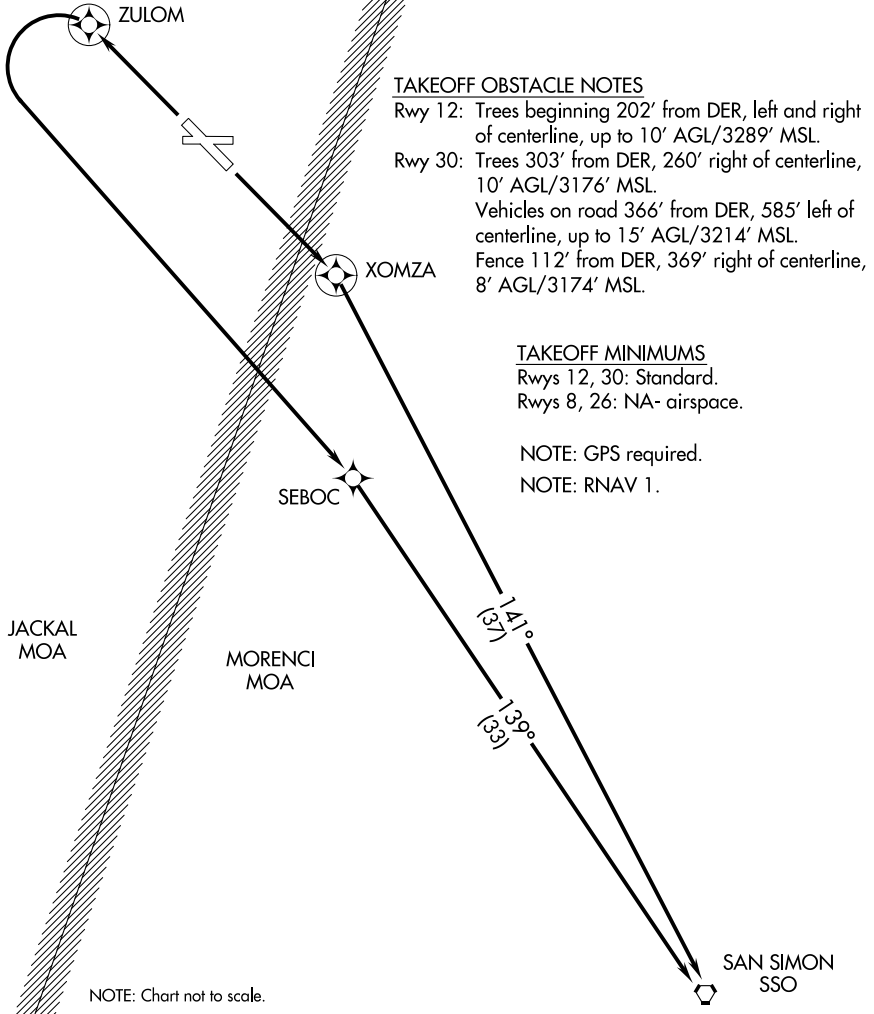 ZULOM
TAKEOFF OBSTACLE NOTES
Rwy 12: Trees beginning 202' from DER, left and right
of centerline, up to 10' AGL/3289' MSL.
Rwy 30: Trees 303' from DER, 260' right of centerline,
10' AGL/3176' MSL.
Vehicles on road 366' from DER, 585' left of
centerline, up to 15' AGL/3214' MSL.
Fence 112' from DER, 369' right of centerline,
8' AGL/3174' MSL.
XOMZA
TAKEOFF MINIMUMS
Rwys 12, 30: Standard.
Rwys 8, 26: NA- airspace.
NOTE: GPS required.
NOTE: RNAV 1.
SEBOC
141°
(37)
JACKAL
MOA
MORENCI
MOA
139°
(33)
SAN SIMON
SSO
NOTE: Chart not to scale.